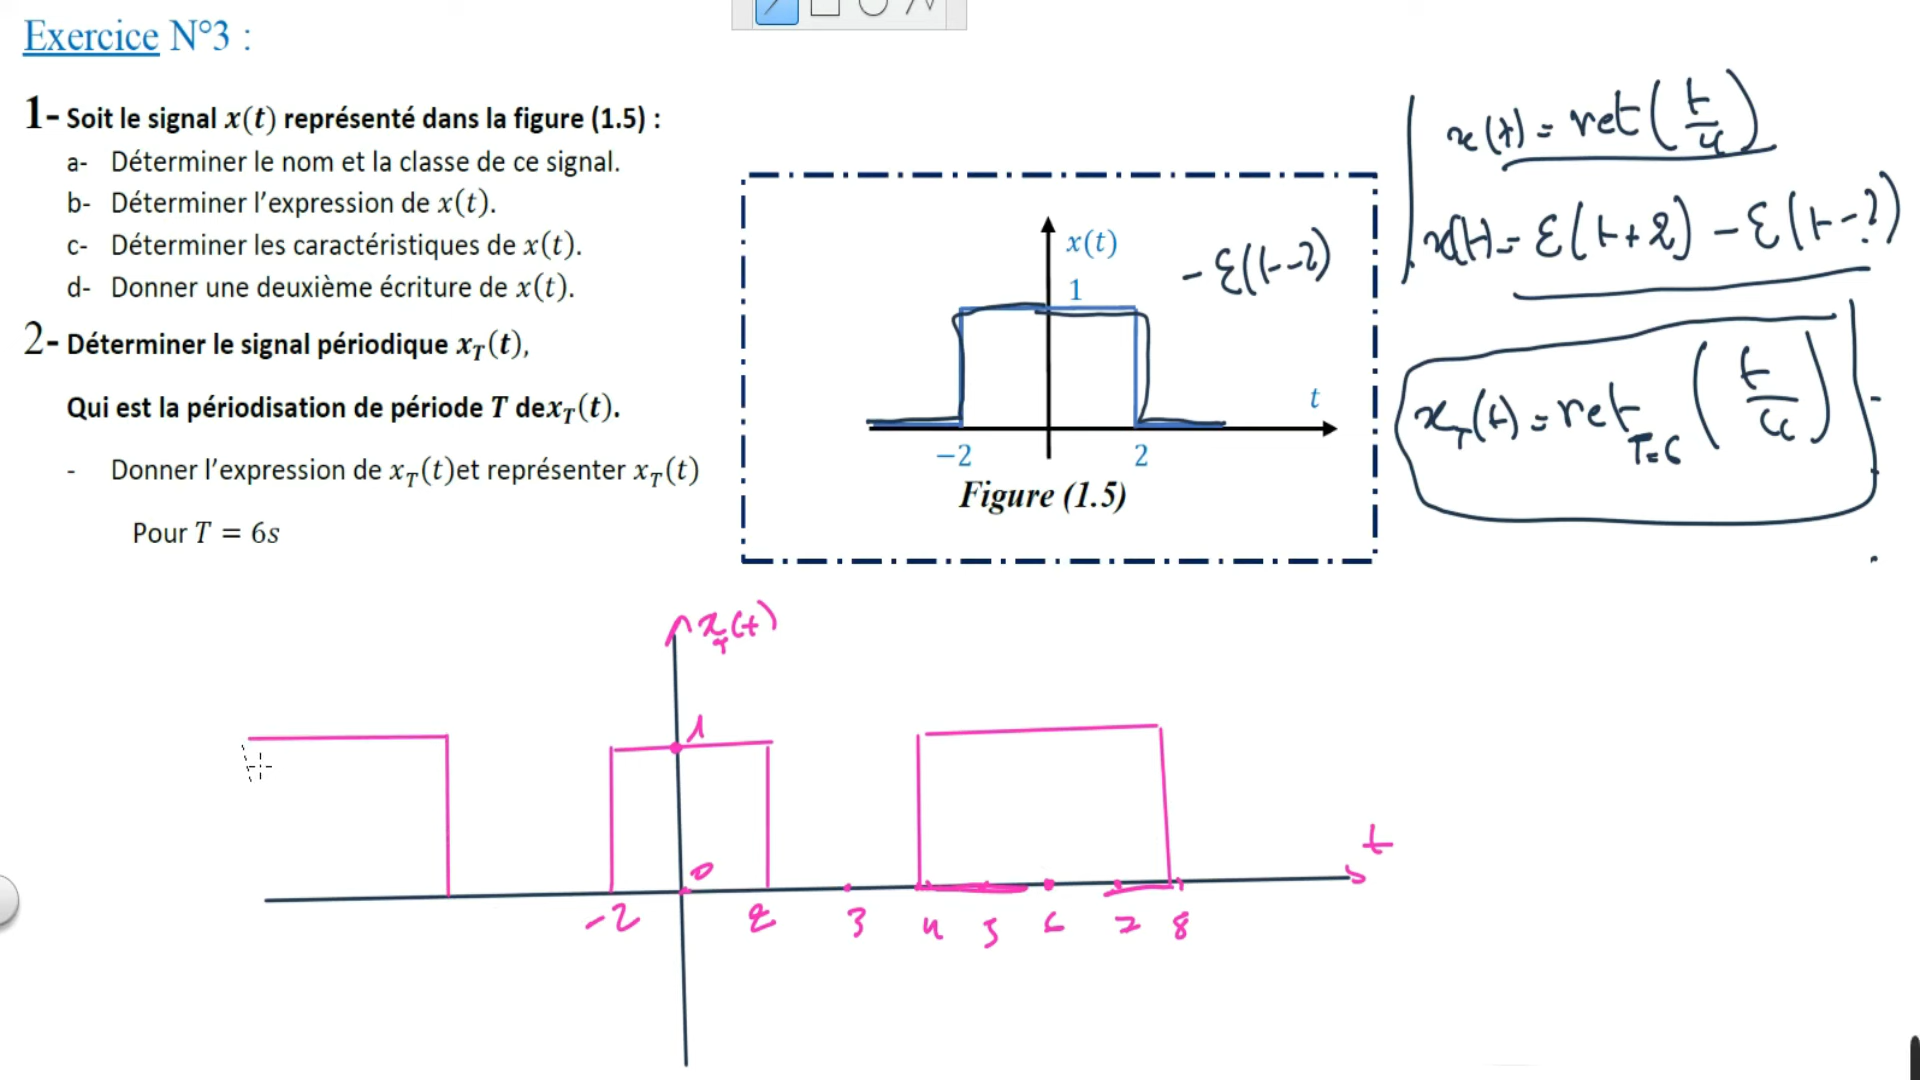 Exercice N°3 :
1- Soit le signal x(t) représenté dans la figure (1.5) :
a- Déterminer le nom et la classe de ce signal.
b- Déterminer l'expression de x(t).
c- Déterminer les caractéristiques de x(t).
d- Donner une deuxième écriture de x(t).
2- Déterminer le signal périodique x_T(t),
Qui est la périodisation de période T dex_T(t).
- Donner l'expression de x_T(t)et représenter x_T(t)
Pour T = 6s
x(t)
1
t
−2 2
Figure (1.5)
- ε(t-2)
x(t) = ret(t/4)
x(t) = ε(t+2) - ε(t-2)
x_T(t) = ret_T=6 (t/4)
x_T(t)
1
t
0
-2 2 3 4 5 6 7 8